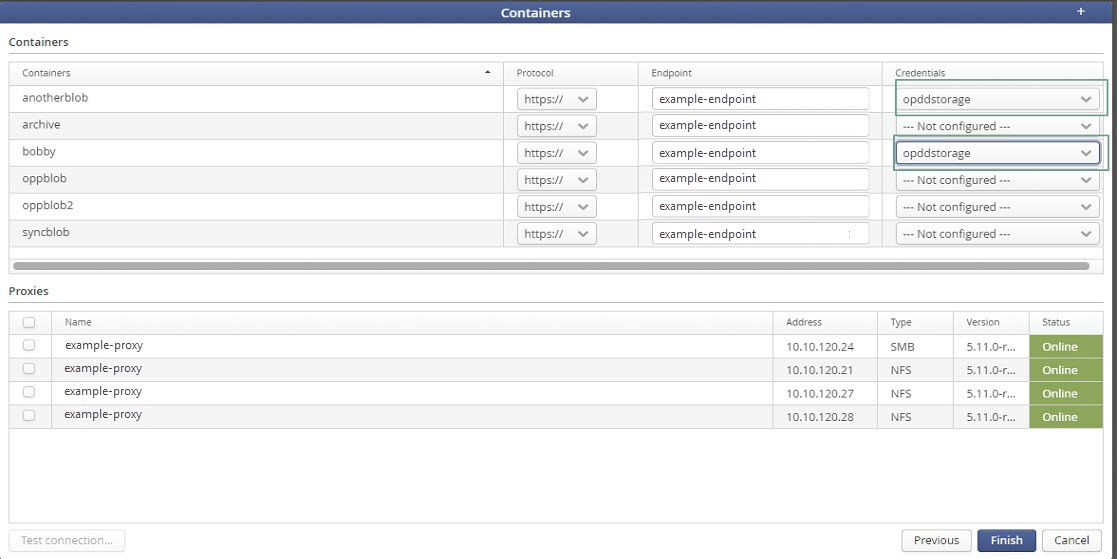 Containers +
Containers
Containers Protocol Endpoint Credentials
anotherblob https:// example-endpoint opddstorage
archive https:// example-endpoint --- Not configured ---
bobby https:// example-endpoint opddstorage
oppblob https:// example-endpoint --- Not configured ---
oppblob2 https:// example-endpoint --- Not configured ---
syncblob https:// example-endpoint --- Not configured ---
Proxies
Name Address Type Version Status
example-proxy 10.10.120.24 SMB 5.11.0-r... Online
example-proxy 10.10.120.21 NFS 5.11.0-r... Online
example-proxy 10.10.120.27 NFS 5.11.0-r... Online
example-proxy 10.10.120.28 NFS 5.11.0-r... Online
Test connection... Previous Finish Cancel